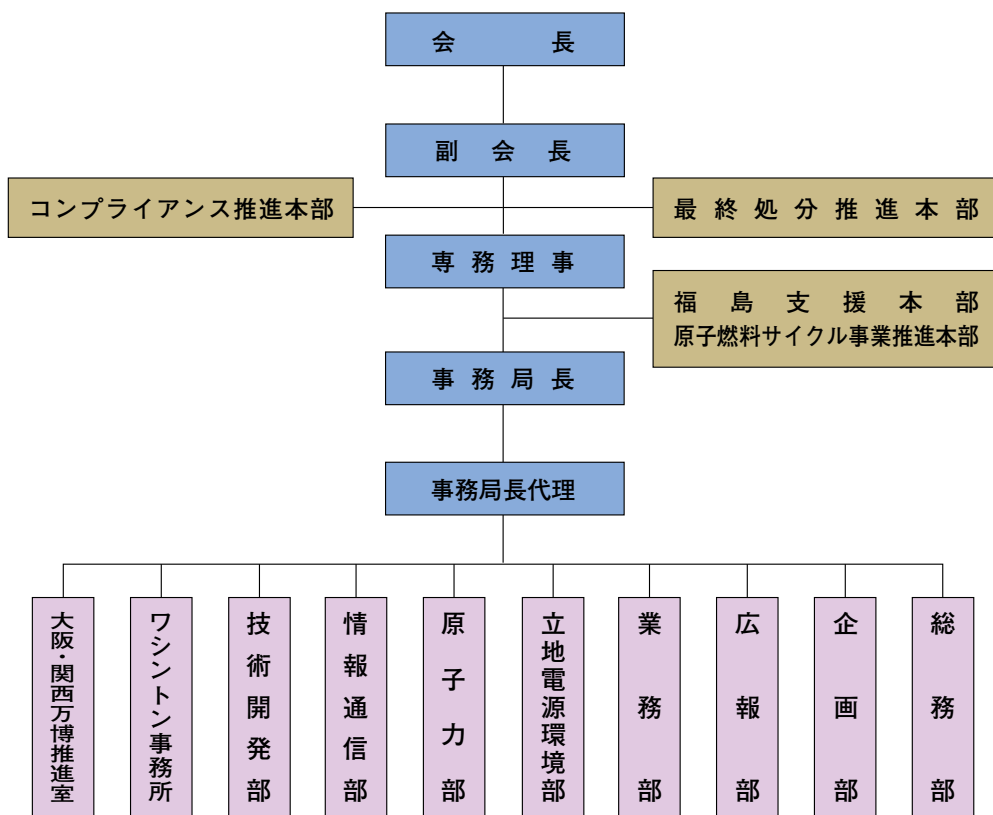 会長
副会長
コンプライアンス推進本部
最終処分推進本部
専務理事
福島支援本部
原子燃料サイクル事業推進本部
事務局長
事務局長代理
大阪・関西万博推進室
ワシントン事務所
技術開発部
情報通信部
原子力部
立地電源環境部
業務部
広報部
企画部
総務部